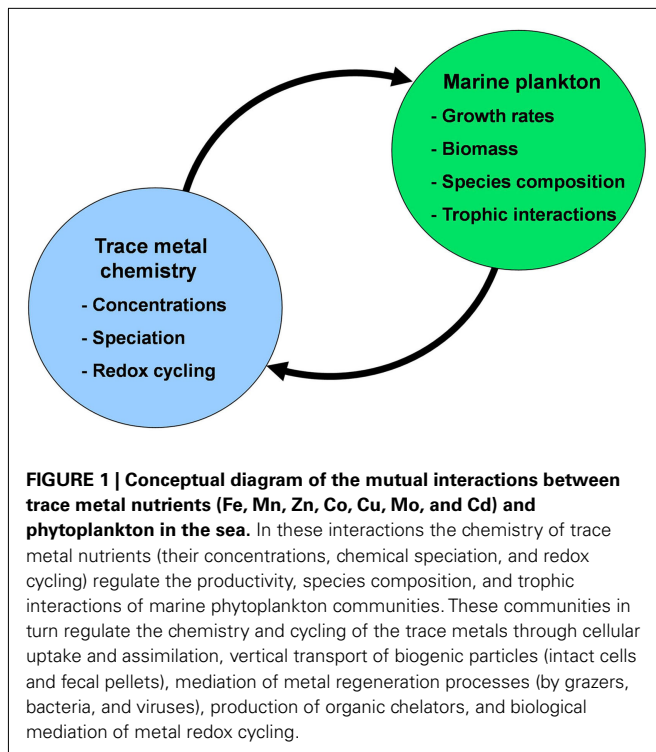 Marine plankton
- Growth rates
- Biomass
- Species composition
- Trophic interactions
Trace metal
chemistry
- Concentrations
- Speciation
- Redox cycling
FIGURE 1 | Conceptual diagram of the mutual interactions between
trace metal nutrients (Fe, Mn, Zn, Co, Cu, Mo, and Cd) and
phytoplankton in the sea. In these interactions the chemistry of trace
metal nutrients (their concentrations, chemical speciation, and redox
cycling) regulate the productivity, species composition, and trophic
interactions of marine phytoplankton communities. These communities in
turn regulate the chemistry and cycling of the trace metals through cellular
uptake and assimilation, vertical transport of biogenic particles (intact cells
and fecal pellets), mediation of metal regeneration processes (by grazers,
bacteria, and viruses), production of organic chelators, and biological
mediation of metal redox cycling.